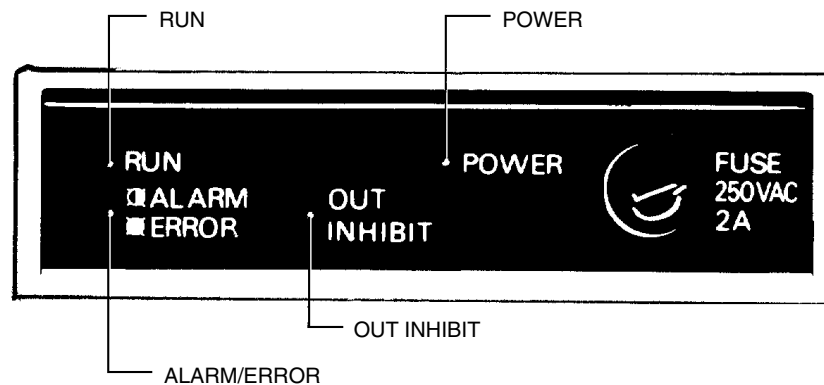 RUN
POWER
RUN
ALARM
ERROR
OUT
INHIBIT
POWER
FUSE
250VAC
2A
OUT INHIBIT
ALARM/ERROR